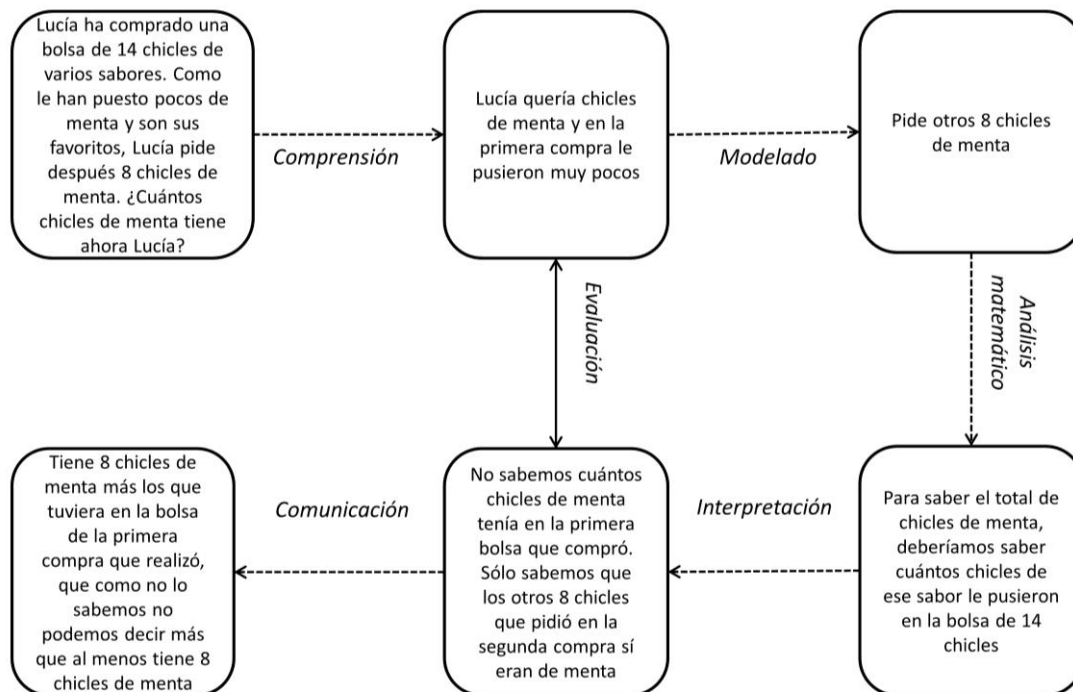 Lucía ha comprado una
bolsa de 14 chicles de
varios sabores. Como
le han puesto pocos de
menta y son sus
favoritos, Lucía pide
después 8 chicles de
menta. ¿Cuántos
chicles de menta tiene
ahora Lucía?
Comprensión
Lucía quería chicles
de menta y en la
primera compra le
pusieron muy pocos
Modelado
Pide otros 8 chicles
de menta
Evaluación
Análisis
matemático
Tiene 8 chicles de
menta más los que
tuviera en la bolsa
de la primera
compra que realizó,
que como no lo
sabemos no
podemos decir más
que al menos tiene 8
chicles de menta
Comunicación
No sabemos cuántos
chicles de menta
tenía en la primera
bolsa que compró.
Sólo sabemos que
los otros 8 chicles
que pidió en la
segunda compra sí
eran de menta
Interpretación
Para saber el total de
chicles de menta,
deberíamos saber
cuántos chicles de
ese sabor le pusieron
en la bolsa de 14
chicles